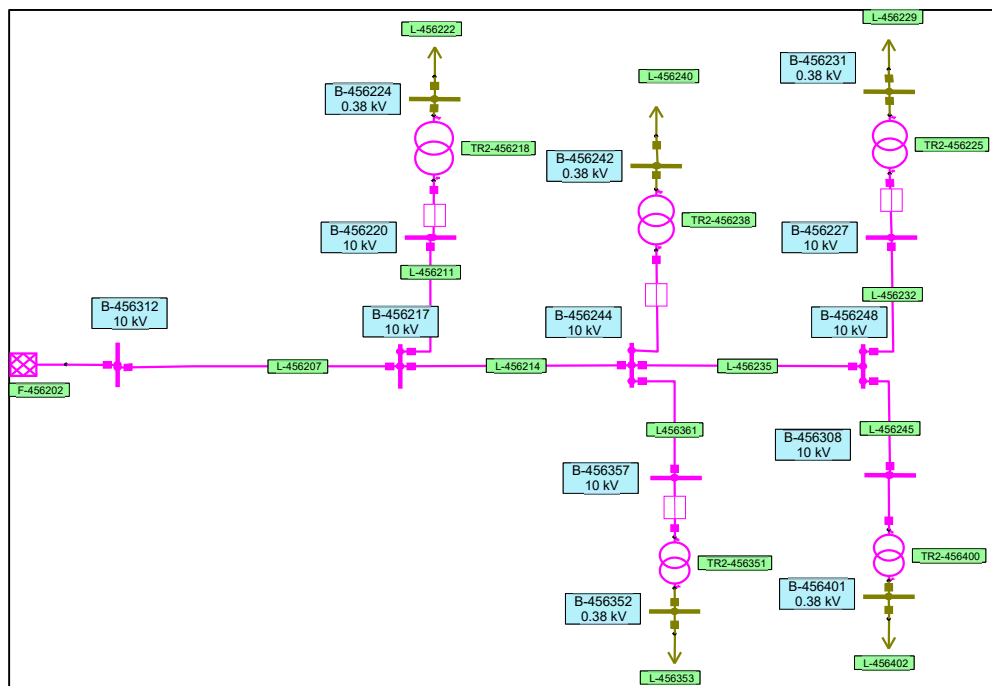 L-456222
L-456229
B-456224
0.38 kV
L-456240
B-456231
0.38 kV
TR2-456218
B-456242
0.38 kV
TR2-456225
B-456220
10 kV
TR2-456238
B-456227
10 kV
L-456211
L-456232
B-456312
10 kV
B-456217
10 kV
B-456244
10 kV
B-456248
10 kV
F-456202
L-456207
L-456214
L-456235
L456361
L-456245
B-456357
10 kV
B-456308
10 kV
TR2-456351
TR2-456400
B-456352
0.38 kV
B-456401
0.38 kV
L-456353
L-456402